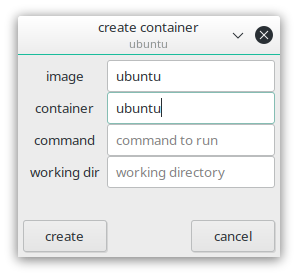 create container
ubuntu
image ubuntu
container ubuntu
command command to run
working dir working directory
create cancel